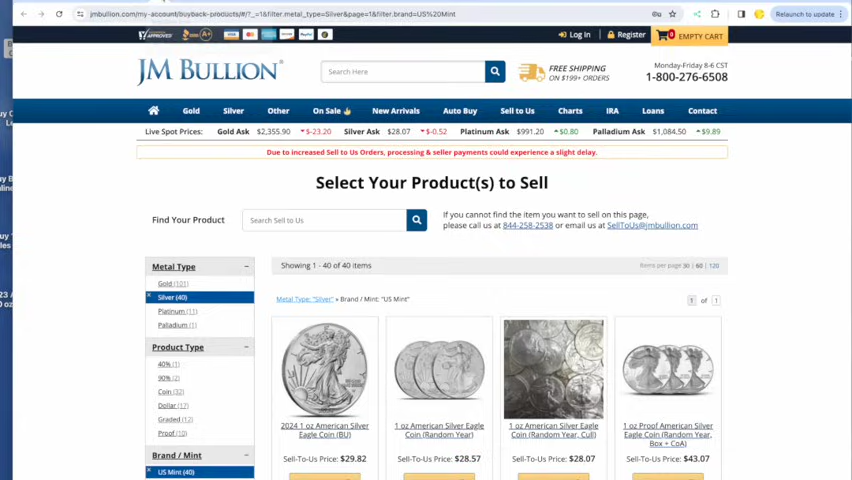 jmbullion.com/my-account/buyback-products/#/?_=1&filter.metal_type=Silver&page=1&filter.brand=US%20Mint
Relaunch to update
APPROVED
A+
VISA
PayPal
Log In
Register
0 EMPTY CART
JM BULLION
Search Here
FREE SHIPPING
ON $199+ ORDERS
Monday-Friday 8-6 CST
1-800-276-6508
Gold Silver Other On Sale New Arrivals Auto Buy Sell to Us Charts IRA Loans Contact
Live Spot Prices: Gold Ask $2,355.90 $-23.20 Silver Ask $28.07 $-0.52 Platinum Ask $991.20 $0.80 Palladium Ask $1,084.50 $9.89
Due to increased Sell to Us Orders, processing & seller payments could experience a slight delay.
Select Your Product(s) to Sell
Find Your Product
Search Sell to Us
If you cannot find the item you want to sell on this page,
please call us at 844-258-2538 or email us at SellToUs@jmbullion.com
Metal Type
Gold (101)
Silver (40)
Platinum (11)
Palladium (1)
Product Type
40% (1)
90% (2)
Coin (32)
Dollar (17)
Graded (12)
Proof (10)
Brand / Mint
US Mint (40)
Showing 1 - 40 of 40 items
Items per page 30 | 60 | 120
Metal Type: "Silver" » Brand / Mint: "US Mint"
1 of 1
2024 1 oz American Silver
Eagle Coin (BU)
Sell-To-Us Price: $29.82
1 oz American Silver Eagle
Coin (Random Year)
Sell-To-Us Price: $28.57
1 oz American Silver Eagle
Coin (Random Year, Cull)
Sell-To-Us Price: $28.07
1 oz Proof American Silver
Eagle Coin (Random Year,
Box + CoA)
Sell-To-Us Price: $43.07